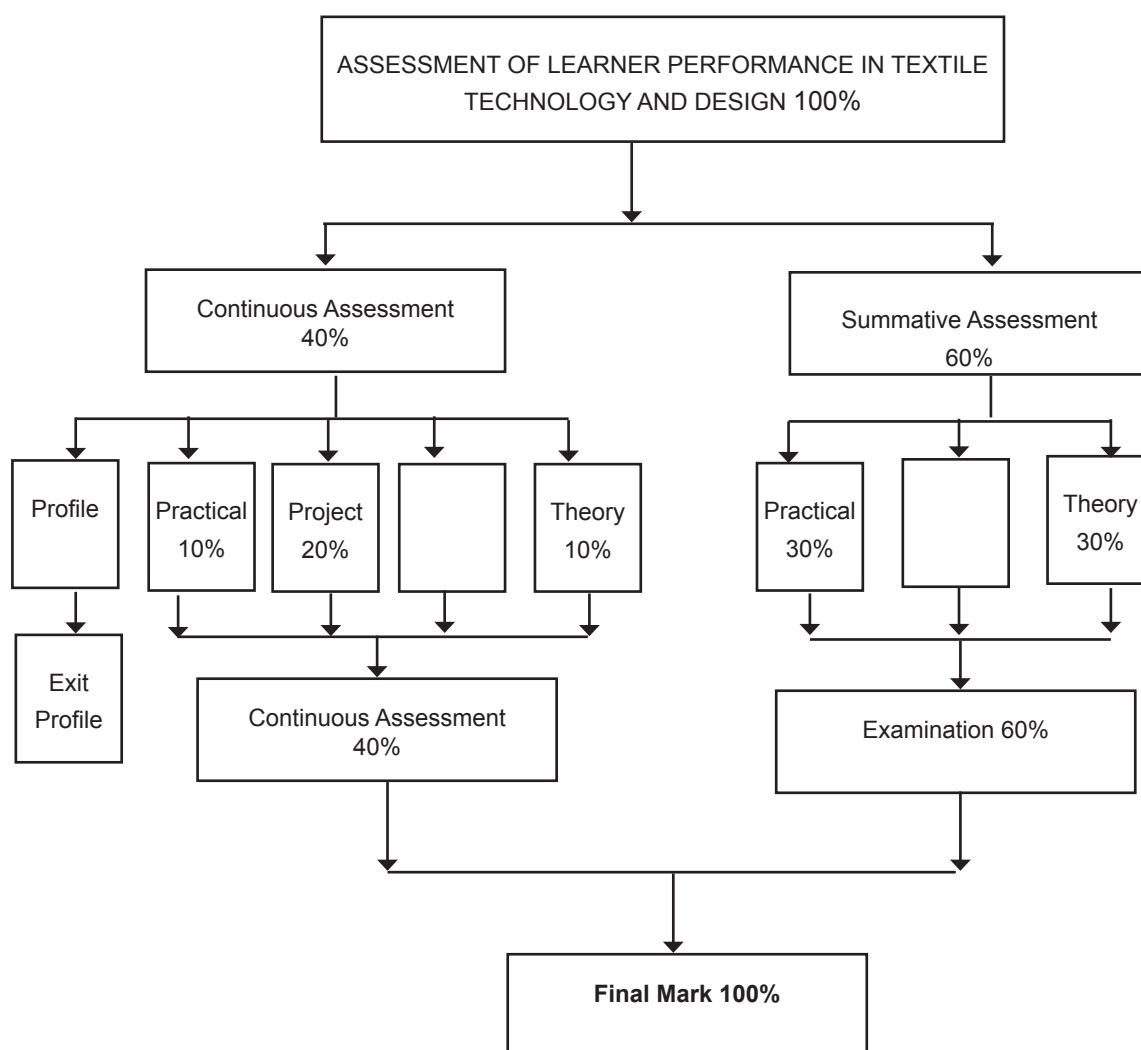 ASSESSMENT OF LEARNER PERFORMANCE IN TEXTILE
TECHNOLOGY AND DESIGN 100%
Continuous Assessment
40%
Summative Assessment
60%
Profile
Practical
10%
Project
20%
Theory
10%
Practical
30%
Theory
30%
Exit
Profile
Continuous Assessment
40%
Examination 60%
Final Mark 100%